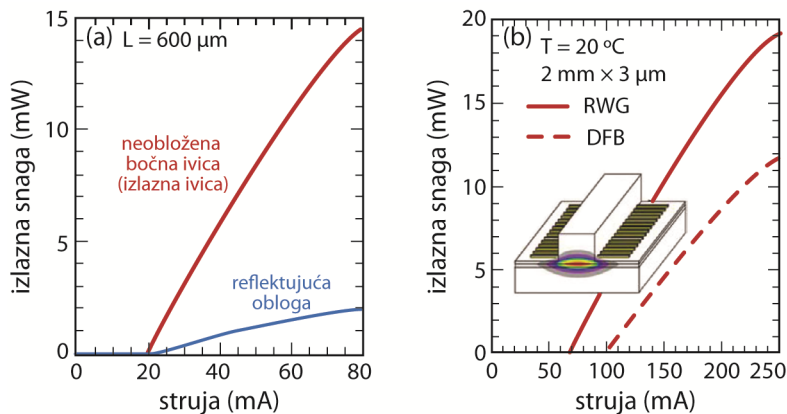 (a) L = 600 μm
izlazna snaga (mW)
15
10
5
0
neobložena
bočna ivica
(izlazna ivica)
reflektujuća
obloga
0 20 40 60 80
struja (mA)
(b) T = 20 ºC
2 mm × 3 μm
RWG
DFB
izlazna snaga (mW)
20
15
10
5
0
0 50 100 150 200 250
struja (mA)